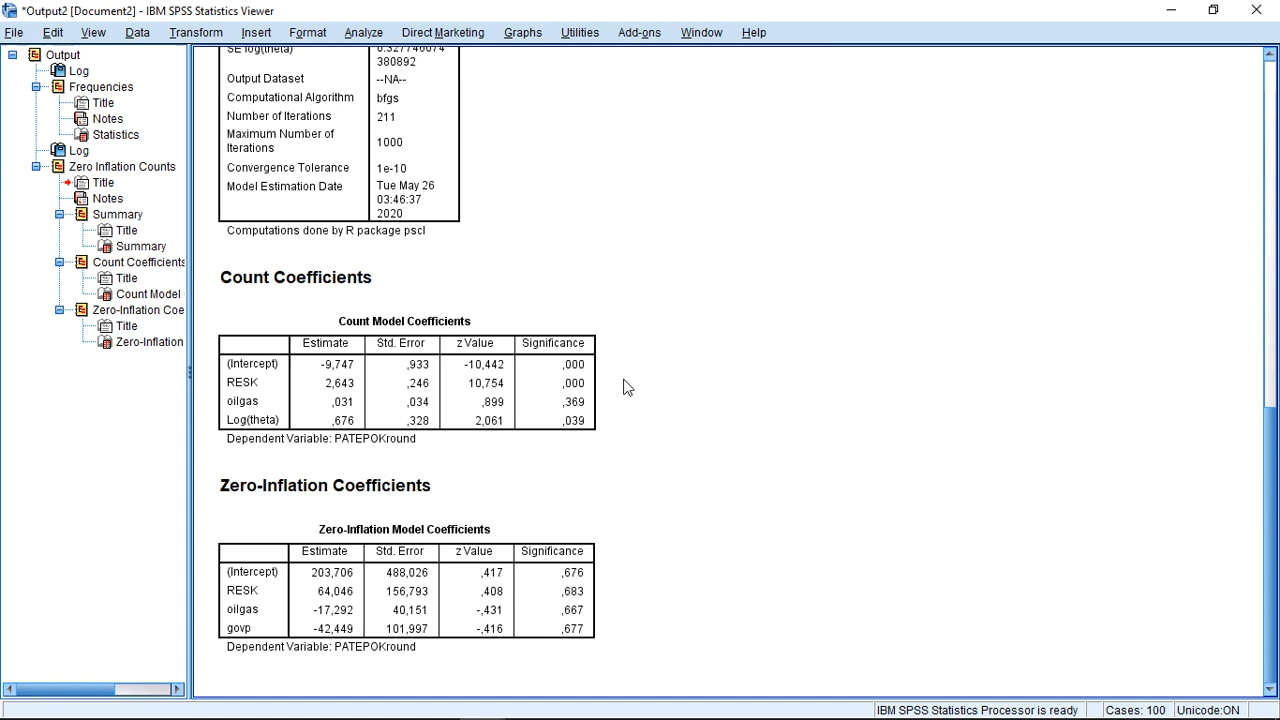 *Output2 [Document2] - IBM SPSS Statistics Viewer
File Edit View Data Transform Insert Format Analyze Direct Marketing Graphs Utilities Add-ons Window Help
Output
Log
Frequencies
Title
Notes
Statistics
Log
Zero Inflation Counts
Title
Notes
Summary
Title
Summary
Count Coefficients
Title
Count Model
Zero-Inflation Coe
Title
Zero-Inflation
SE log(theta) 0.327746074
380892
Output Dataset --NA--
Computational Algorithm bfgs
Number of Iterations 211
Maximum Number of
Iterations 1000
Convergence Tolerance 1e-10
Model Estimation Date Tue May 26
03:46:37
2020
Computations done by R package pscl
Count Coefficients
Count Model Coefficients
Estimate Std. Error z Value Significance
(Intercept) -9,747 ,933 -10,442 ,000
RESK 2,643 ,246 10,754 ,000
oilgas ,031 ,034 ,899 ,369
Log(theta) ,676 ,328 2,061 ,039
Dependent Variable: PATEPOKround
Zero-Inflation Coefficients
Zero-Inflation Model Coefficients
Estimate Std. Error z Value Significance
(Intercept) 203,706 488,026 ,417 ,676
RESK 64,046 156,793 ,408 ,683
oilgas -17,292 40,151 -,431 ,667
govp -42,449 101,997 -,416 ,677
Dependent Variable: PATEPOKround
IBM SPSS Statistics Processor is ready Cases: 100 Unicode:ON